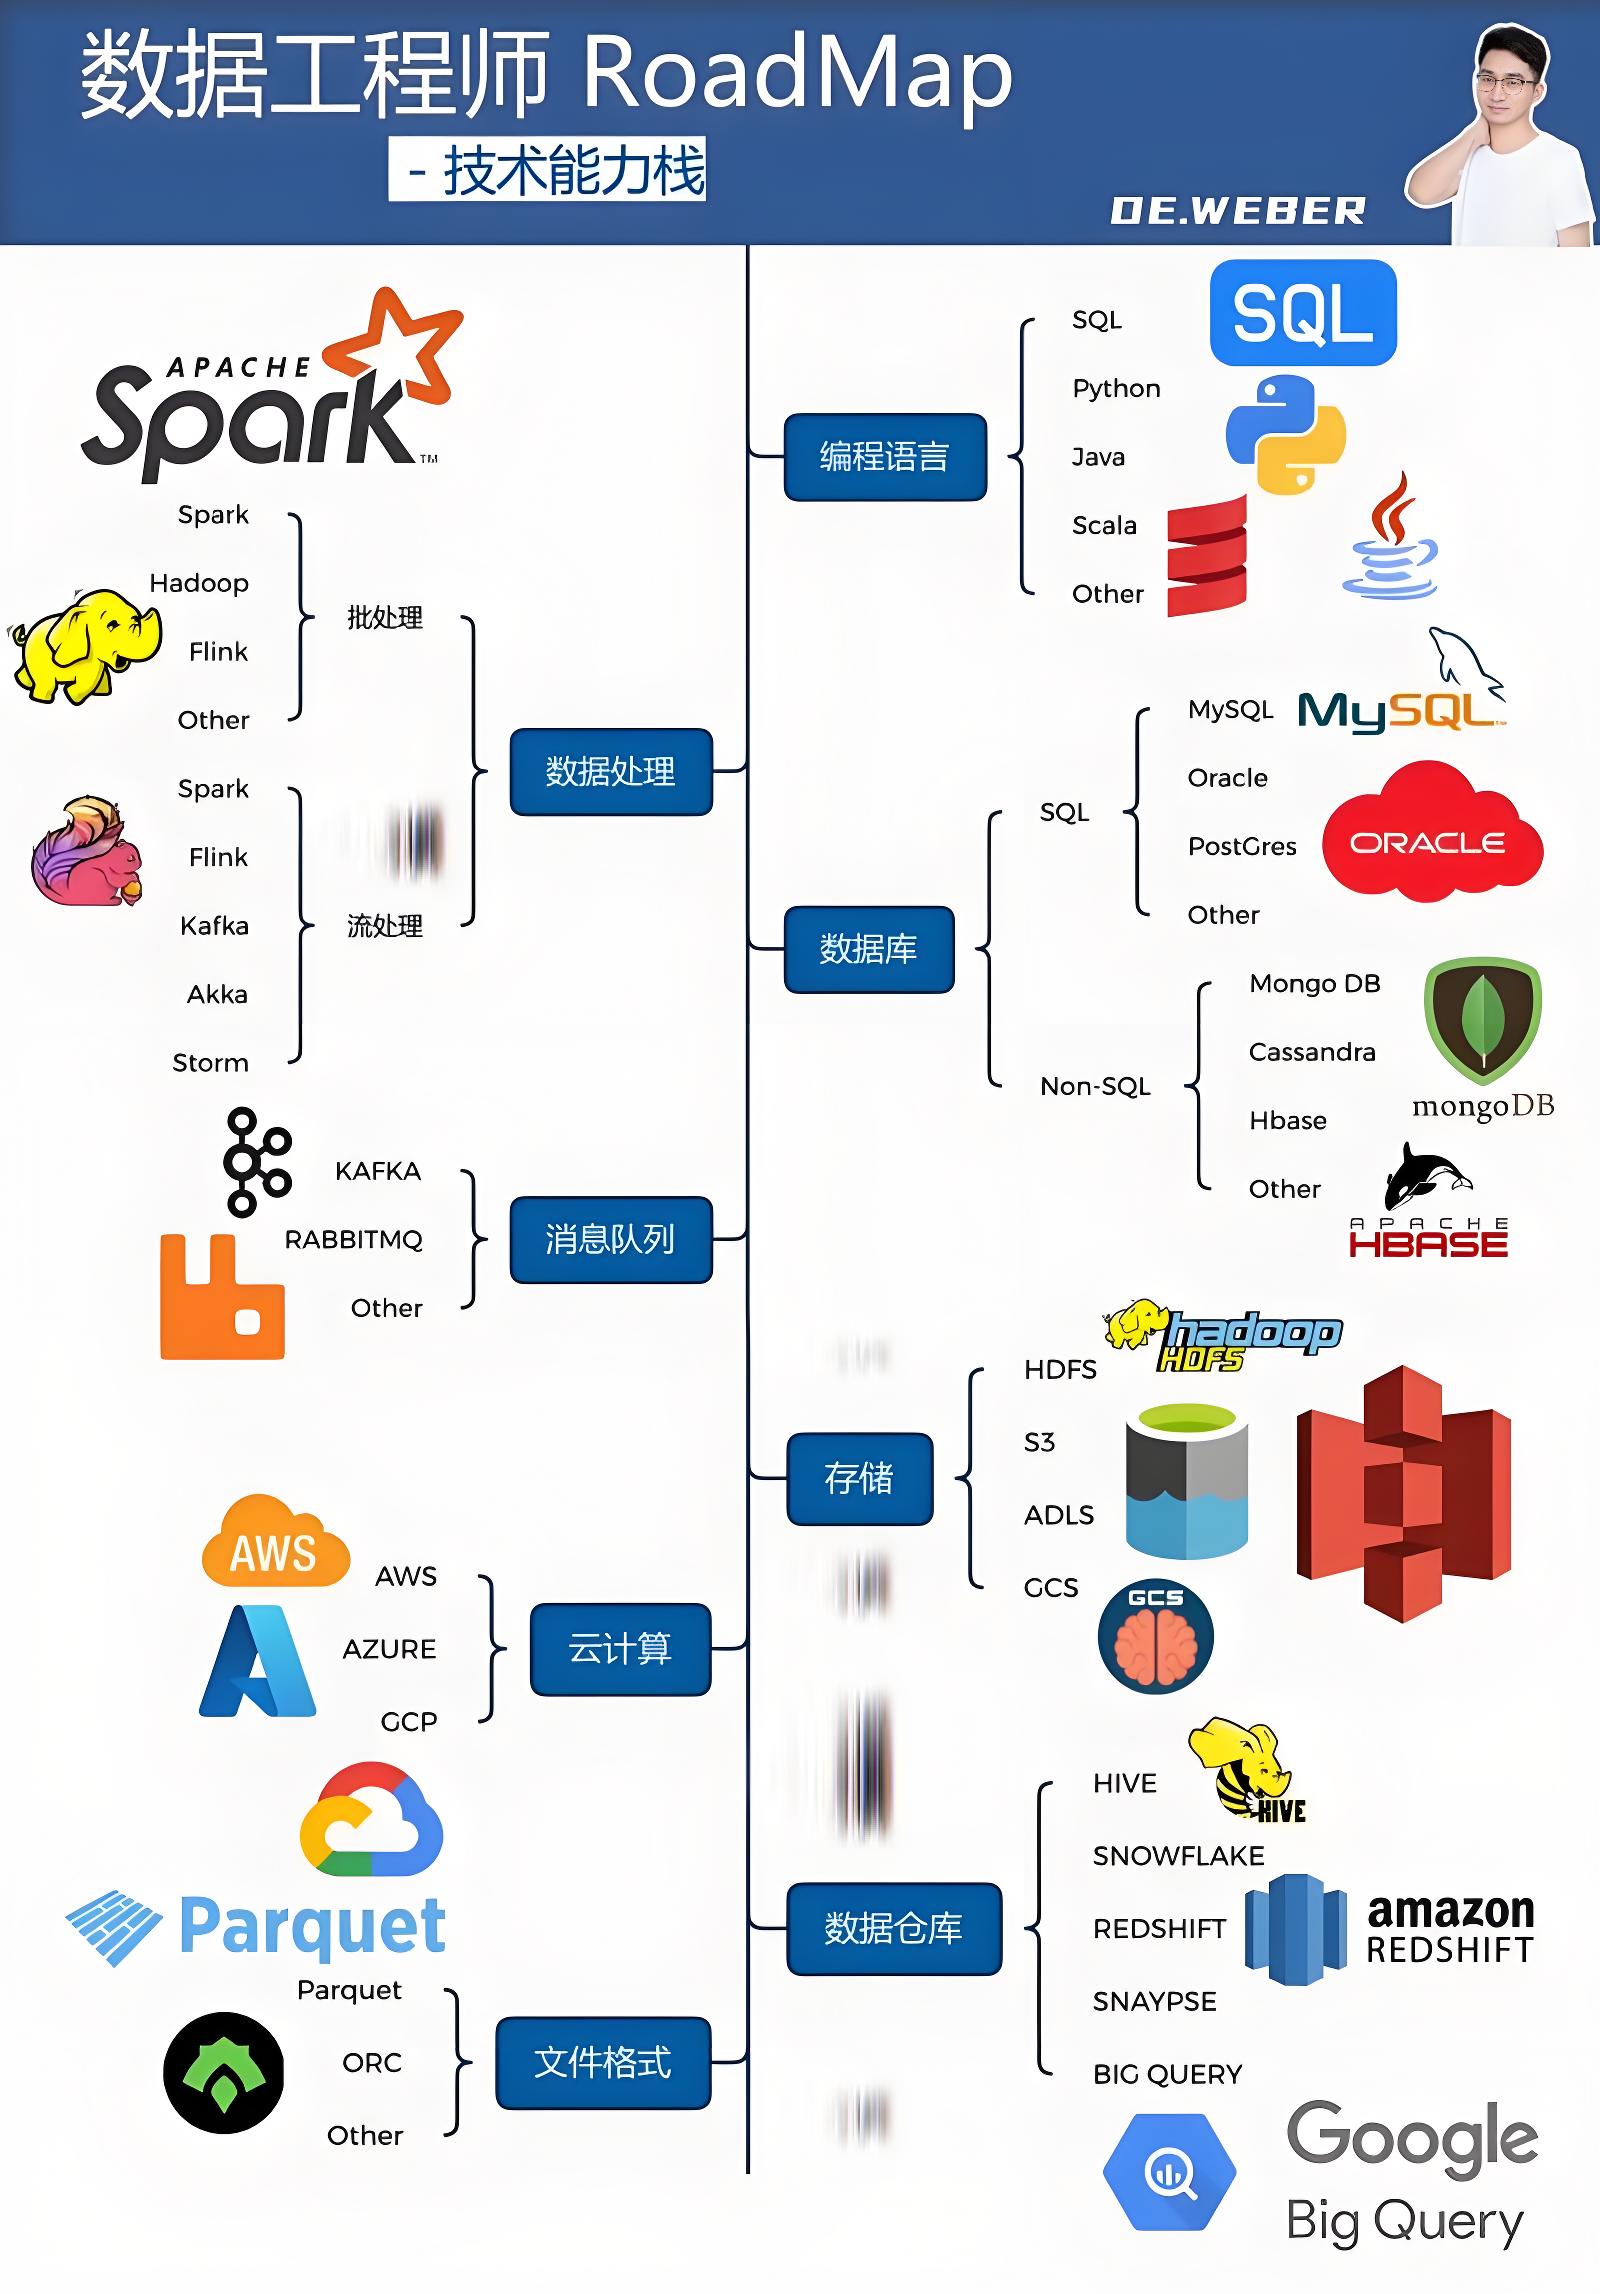 数据工程师 RoadMap
- 技术能力栈
DE.WEBER
APACHE
Spark
TM
Spark
Hadoop
Flink
Other
批处理
Spark
Flink
Kafka
Akka
Storm
流处理
数据处理
KAFKA
RABBITMQ
Other
消息队列
AWS
AWS
AZURE
GCP
云计算
Parquet
Parquet
ORC
Other
文件格式
编程语言
SQL
Python
Java
Scala
Other
SQL
数据库
SQL
MySQL
Oracle
PostGres
Other
MySQL
ORACLE
Non-SQL
Mongo DB
Cassandra
Hbase
Other
mongoDB
APACHE
HBASE
存储
HDFS
S3
ADLS
GCS
hadoop
HDFS
GCS
数据仓库
HIVE
SNOWFLAKE
REDSHIFT
SNAYPSE
BIG QUERY
HIVE
amazon
REDSHIFT
Google
Big Query